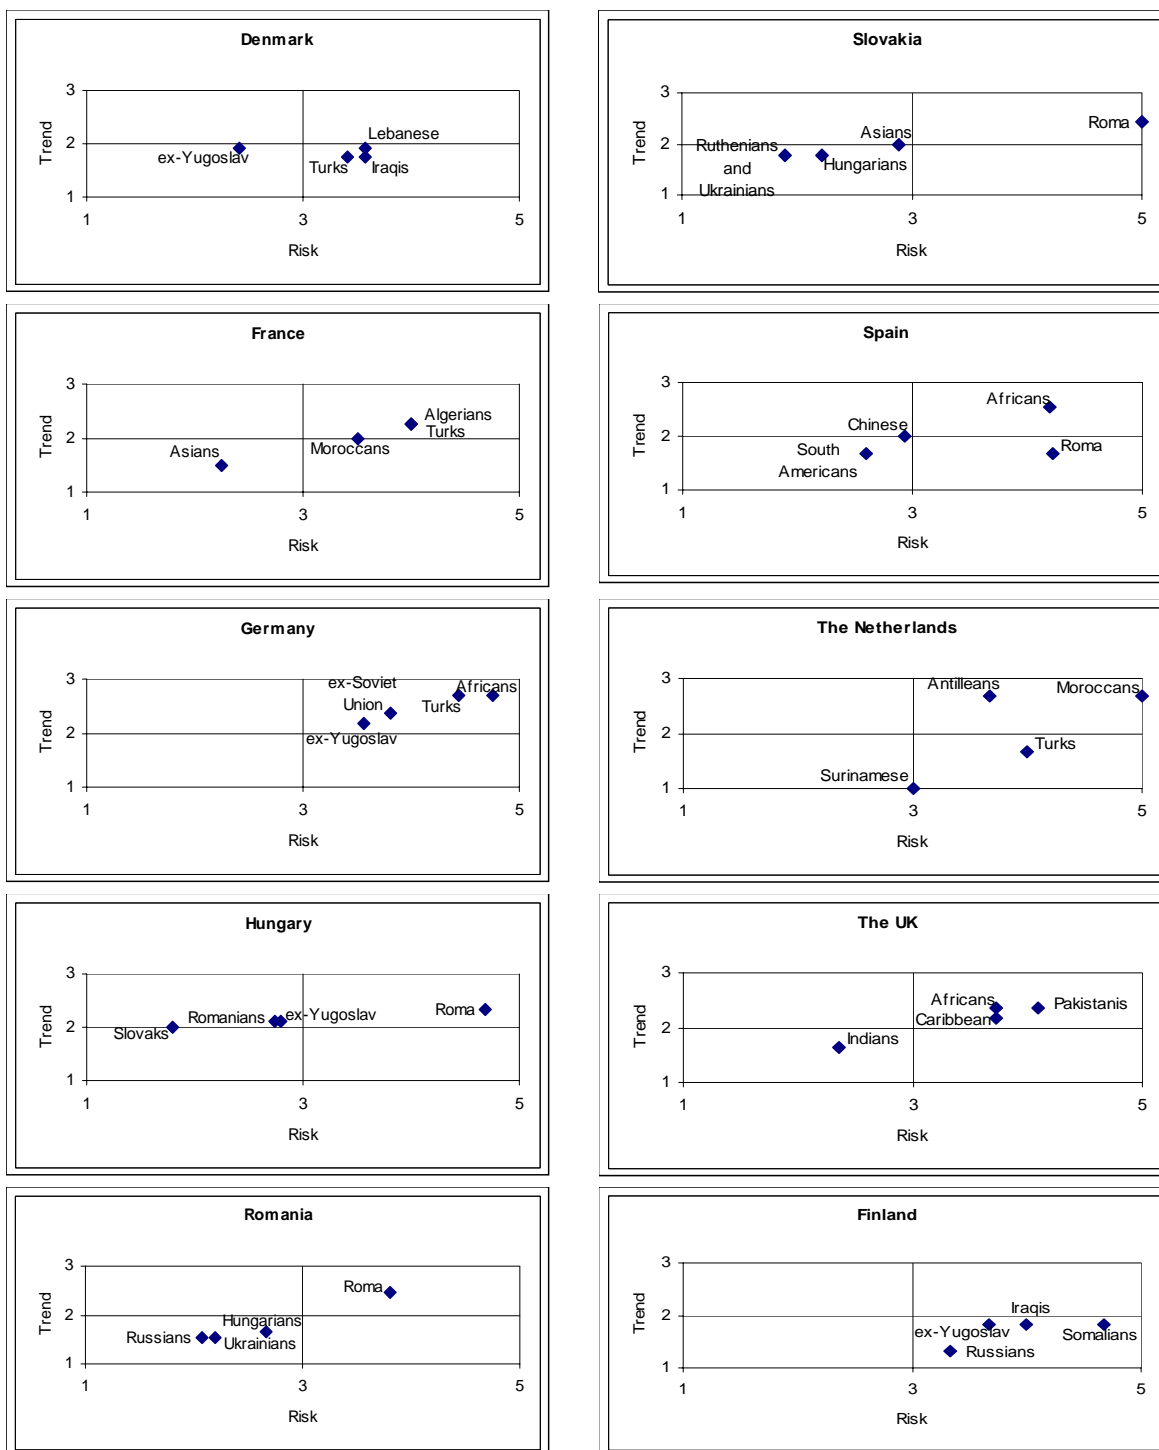 Denmark
3
2
1
Trend
ex-Yugoslav
Lebanese
Turks
Iraqis
1
3
5
Risk
Slovakia
3
2
1
Trend
Ruthenians
and
Ukrainians
Hungarians
Asians
Roma
1
3
5
Risk
France
3
2
1
Trend
Asians
Moroccans
Algerians
Turks
1
3
5
Risk
Spain
3
2
1
Trend
Africans
Chinese
South
Americans
Roma
1
3
5
Risk
Germany
3
2
1
Trend
ex-Soviet
Union
ex-Yugoslav
Turks
Africans
1
3
5
Risk
The Netherlands
3
2
1
Trend
Antilleans
Moroccans
Turks
Surinamese
1
3
5
Risk
Hungary
3
2
1
Trend
Slovaks
Romanians
ex-Yugoslav
Roma
1
3
5
Risk
The UK
3
2
1
Trend
Africans
Caribbean
Pakistanis
Indians
1
3
5
Risk
Romania
3
2
1
Trend
Roma
Russians
Hungarians
Ukrainians
1
3
5
Risk
Finland
3
2
1
Trend
Iraqis
ex-Yugoslav
Russians
Somalians
1
3
5
Risk